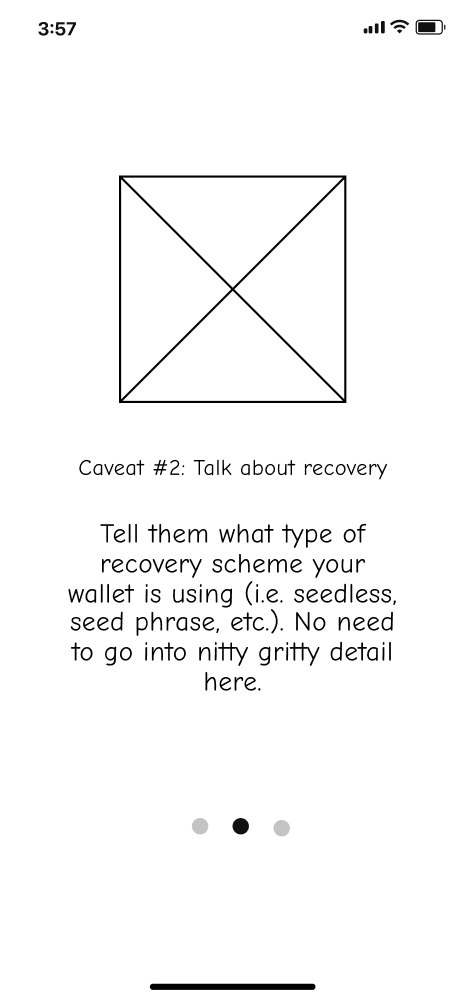 3:57
Caveat #2: Talk about recovery
Tell them what type of
recovery scheme your
wallet is using (i.e. seedless,
seed phrase, etc.). No need
to go into nitty gritty detail
here.